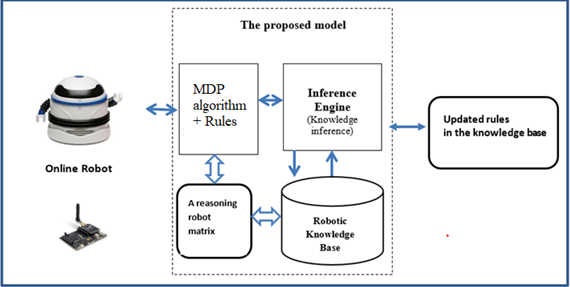 The proposed model
MDP
algorithm
+ Rules
Inference
Engine
(Knowledge
inference)
Updated rules
in the knowledge base
Online Robot
A reasoning
robot
matrix
Robotic
Knowledge
Base